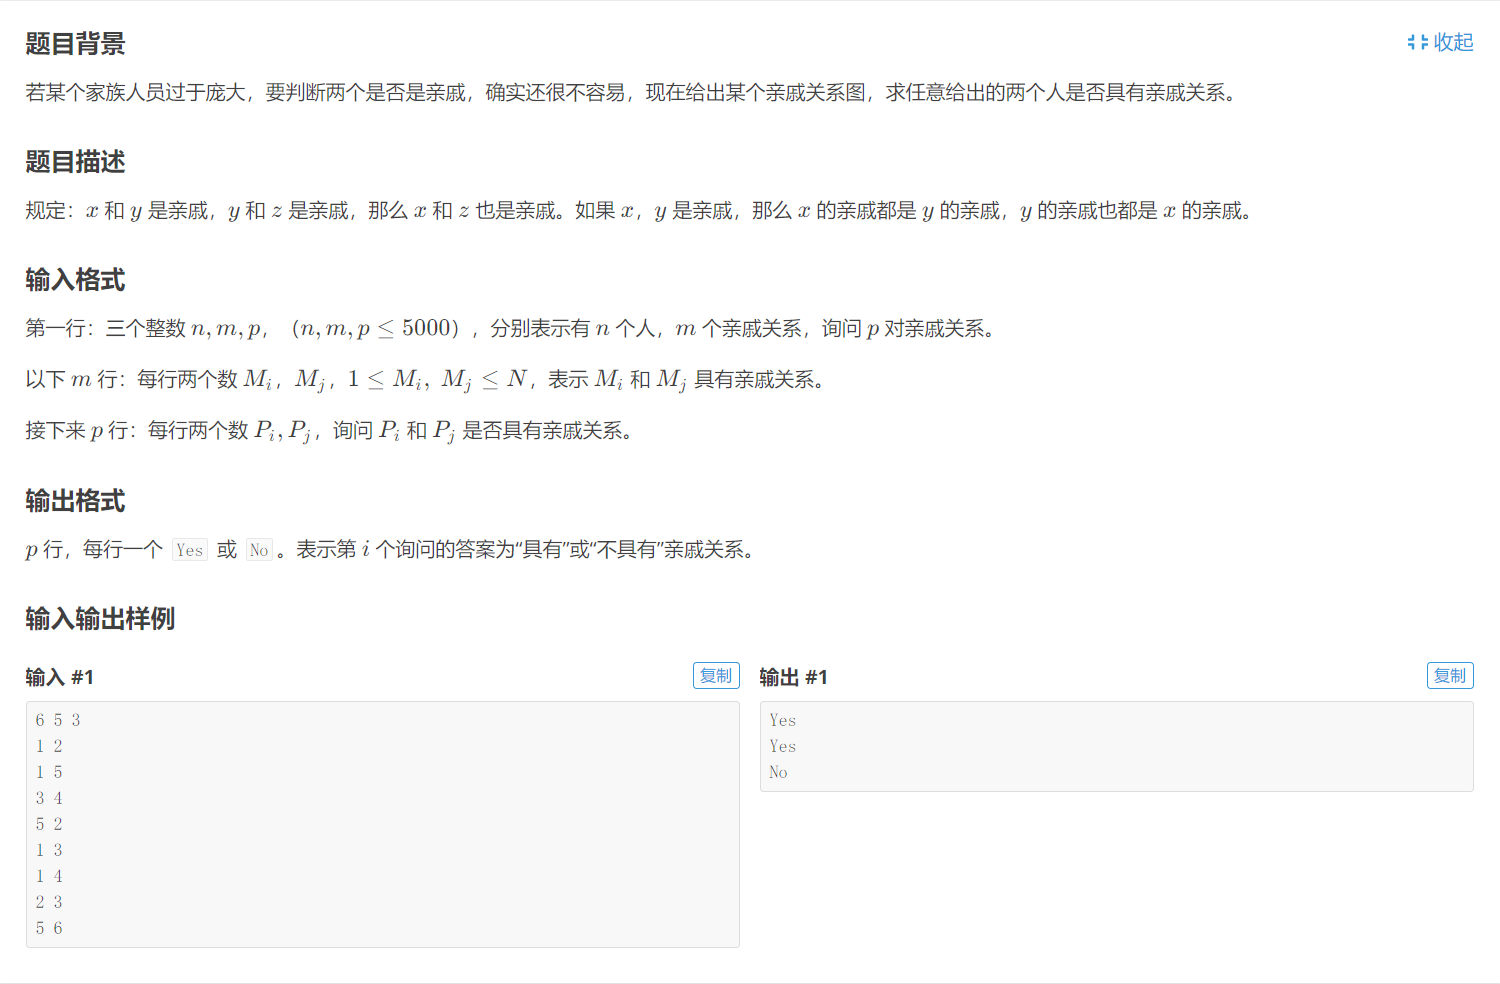 题目背景
收起
若某个家族人员过于庞大，要判断两个是否是亲戚，确实还很不容易，现在给出某个亲戚关系图，求任意给出的两个人是否具有亲戚关系。
题目描述
规定：x 和 y 是亲戚，y 和 z 是亲戚，那么 x 和 z 也是亲戚。如果 x，y 是亲戚，那么 x 的亲戚都是 y 的亲戚，y 的亲戚也都是 x 的亲戚。
输入格式
第一行：三个整数 n, m, p，（n, m, p ≤ 5000），分别表示有 n 个人，m 个亲戚关系，询问 p 对亲戚关系。
以下 m 行：每行两个数 M_i，M_j，1 ≤ M_i, M_j ≤ N，表示 M_i 和 M_j 具有亲戚关系。
接下来 p 行：每行两个数 P_i, P_j，询问 P_i 和 P_j 是否具有亲戚关系。
输出格式
p 行，每行一个 Yes 或 No。表示第 i 个询问的答案为“具有”或“不具有”亲戚关系。
输入输出样例
输入 #1
复制
6 5 3
1 2
1 5
3 4
5 2
1 3
1 4
2 3
5 6
输出 #1
复制
Yes
Yes
No